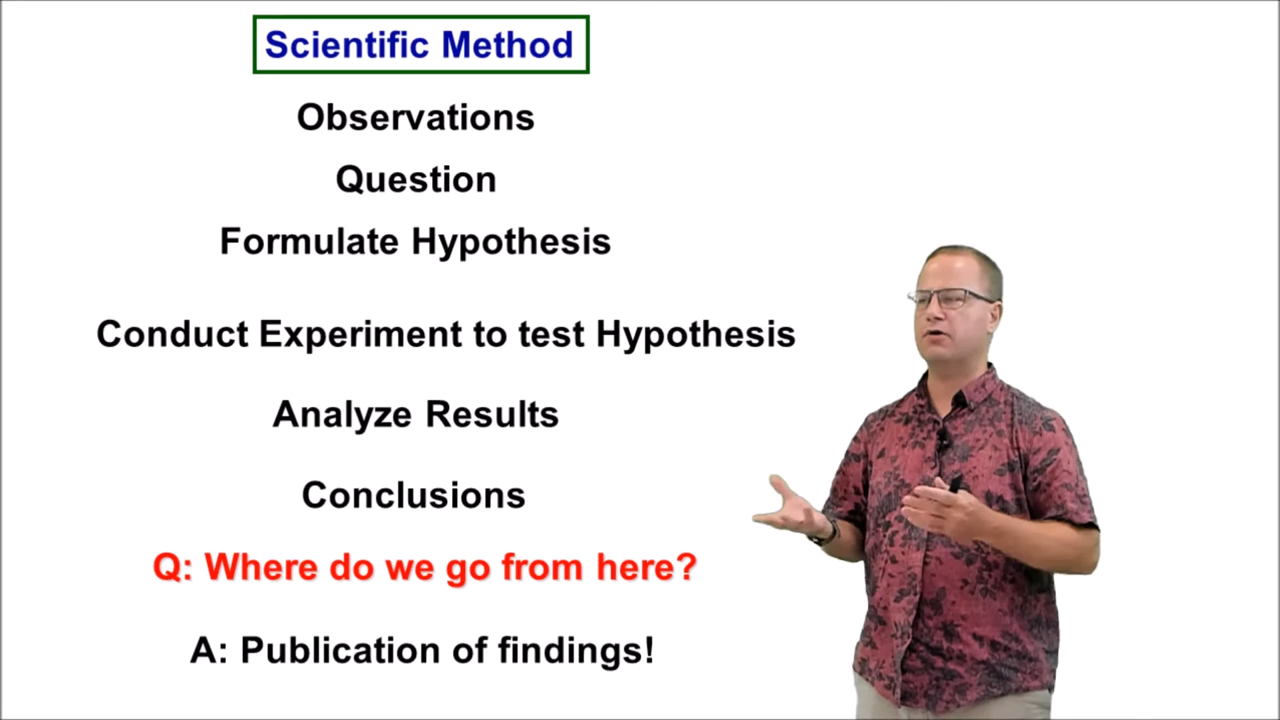 Scientific Method
Observations
Question
Formulate Hypothesis
Conduct Experiment to test Hypothesis
Analyze Results
Conclusions
Q: Where do we go from here?
A: Publication of findings!